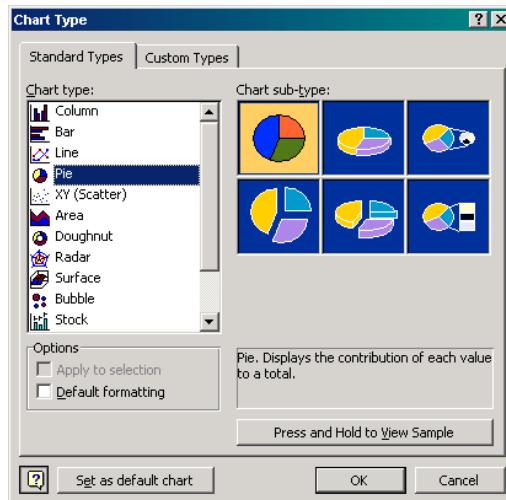 Chart Type
Standard Types
Custom Types
Chart type:
Column
Bar
Line
Pie
XY (Scatter)
Area
Doughnut
Radar
Surface
Bubble
Stock
Chart sub-type:
Options
Apply to selection
Default formatting
Pie. Displays the contribution of each value
to a total.
Press and Hold to View Sample
Set as default chart
OK
Cancel